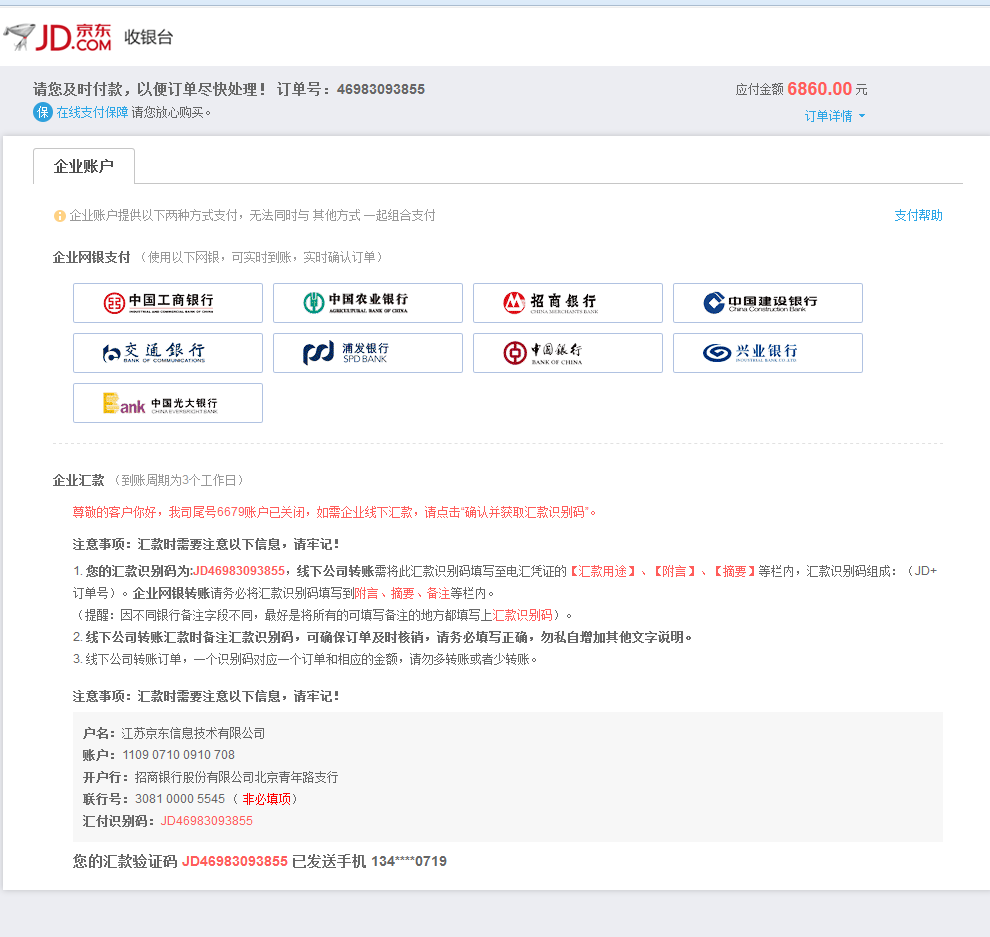 JD京东.COM 收银台
请您及时付款，以便订单尽快处理！ 订单号：46983093855
应付金额 6860.00 元
保 在线支付保障 请您放心购买。
订单详情
企业账户
企业账户提供以下两种方式支付，无法同时与 其他方式 一起组合支付
支付帮助
企业网银支付 （使用以下网银，可实时到账，实时确认订单）
中国工商银行 INDUSTRIAL AND COMMERCIAL BANK OF CHINA
中国农业银行 AGRICULTURAL BANK OF CHINA
招商银行 CHINA MERCHANTS BANK
中国建设银行 China Construction Bank
交通银行 BANK OF COMMUNICATIONS
浦发银行 SPD BANK
中国银行 BANK OF CHINA
兴业银行 INDUSTRIAL BANK CO.,LTD.
Bank 中国光大银行 CHINA EVERBRIGHT BANK
企业汇款 （到账周期为3个工作日）
尊敬的客户你好，我司尾号6679账户已关闭，如需企业线下汇款，请点击“确认并获取汇款识别码”。
注意事项：汇款时需要注意以下信息，请牢记！
1. 您的汇款识别码为:JD46983093855，线下公司转账需将此汇款识别码填写至电汇凭证的【汇款用途】、【附言】、【摘要】等栏内，汇款识别码组成：（JD+
订单号）。企业网银转账请务必将汇款识别码填写到附言、摘要、备注等栏内。
（提醒：因不同银行备注字段不同，最好是将所有的可填写备注的地方都填写上汇款识别码）。
2. 线下公司转账汇款时备注汇款识别码，可确保订单及时核销，请务必填写正确，勿私自增加其他文字说明。
3. 线下公司转账订单，一个识别码对应一个订单和相应的金额，请勿多转账或者少转账。
注意事项：汇款时需要注意以下信息，请牢记！
户名：江苏京东信息技术有限公司
账户：1109 0710 0910 708
开户行：招商银行股份有限公司北京青年路支行
联行号：3081 0000 5545 （ 非必填项）
汇付识别码：JD46983093855
您的汇款验证码 JD46983093855 已发送手机 134****0719